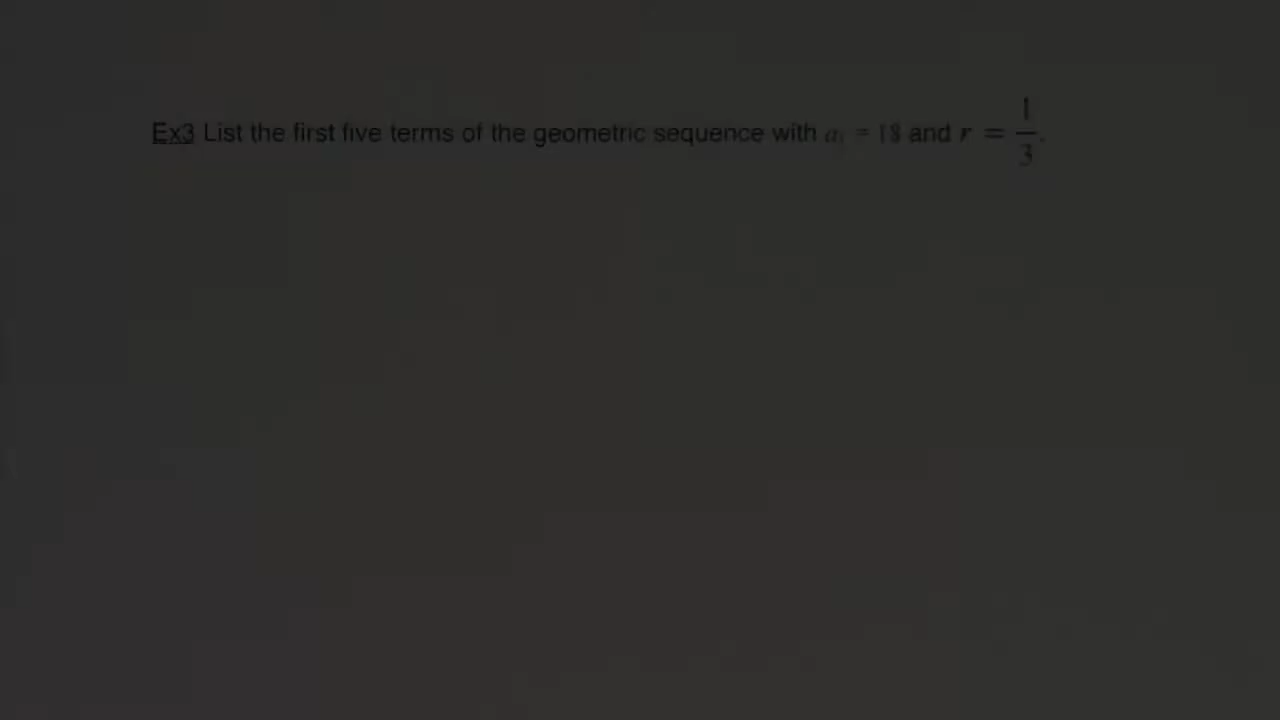 Ex3 List the first five terms of the geometric sequence with a₁ = 18 and r = 1/3.